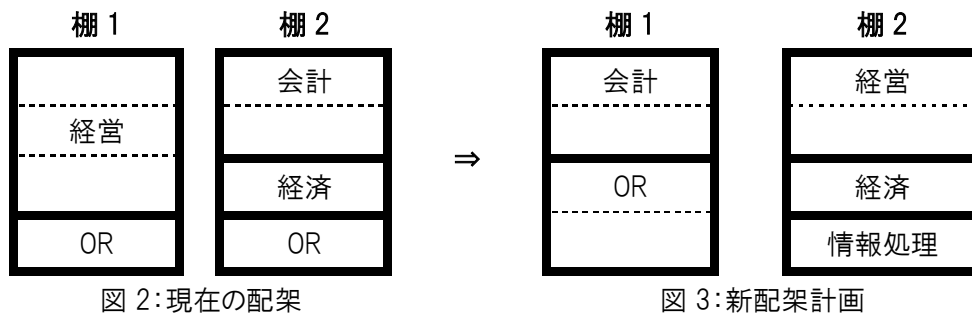 棚 1 棚 2 棚 1 棚 2
会計 会計 経営
経営
⇒
経済 OR 経済
OR OR 情報処理
図 2:現在の配架 図 3:新配架計画